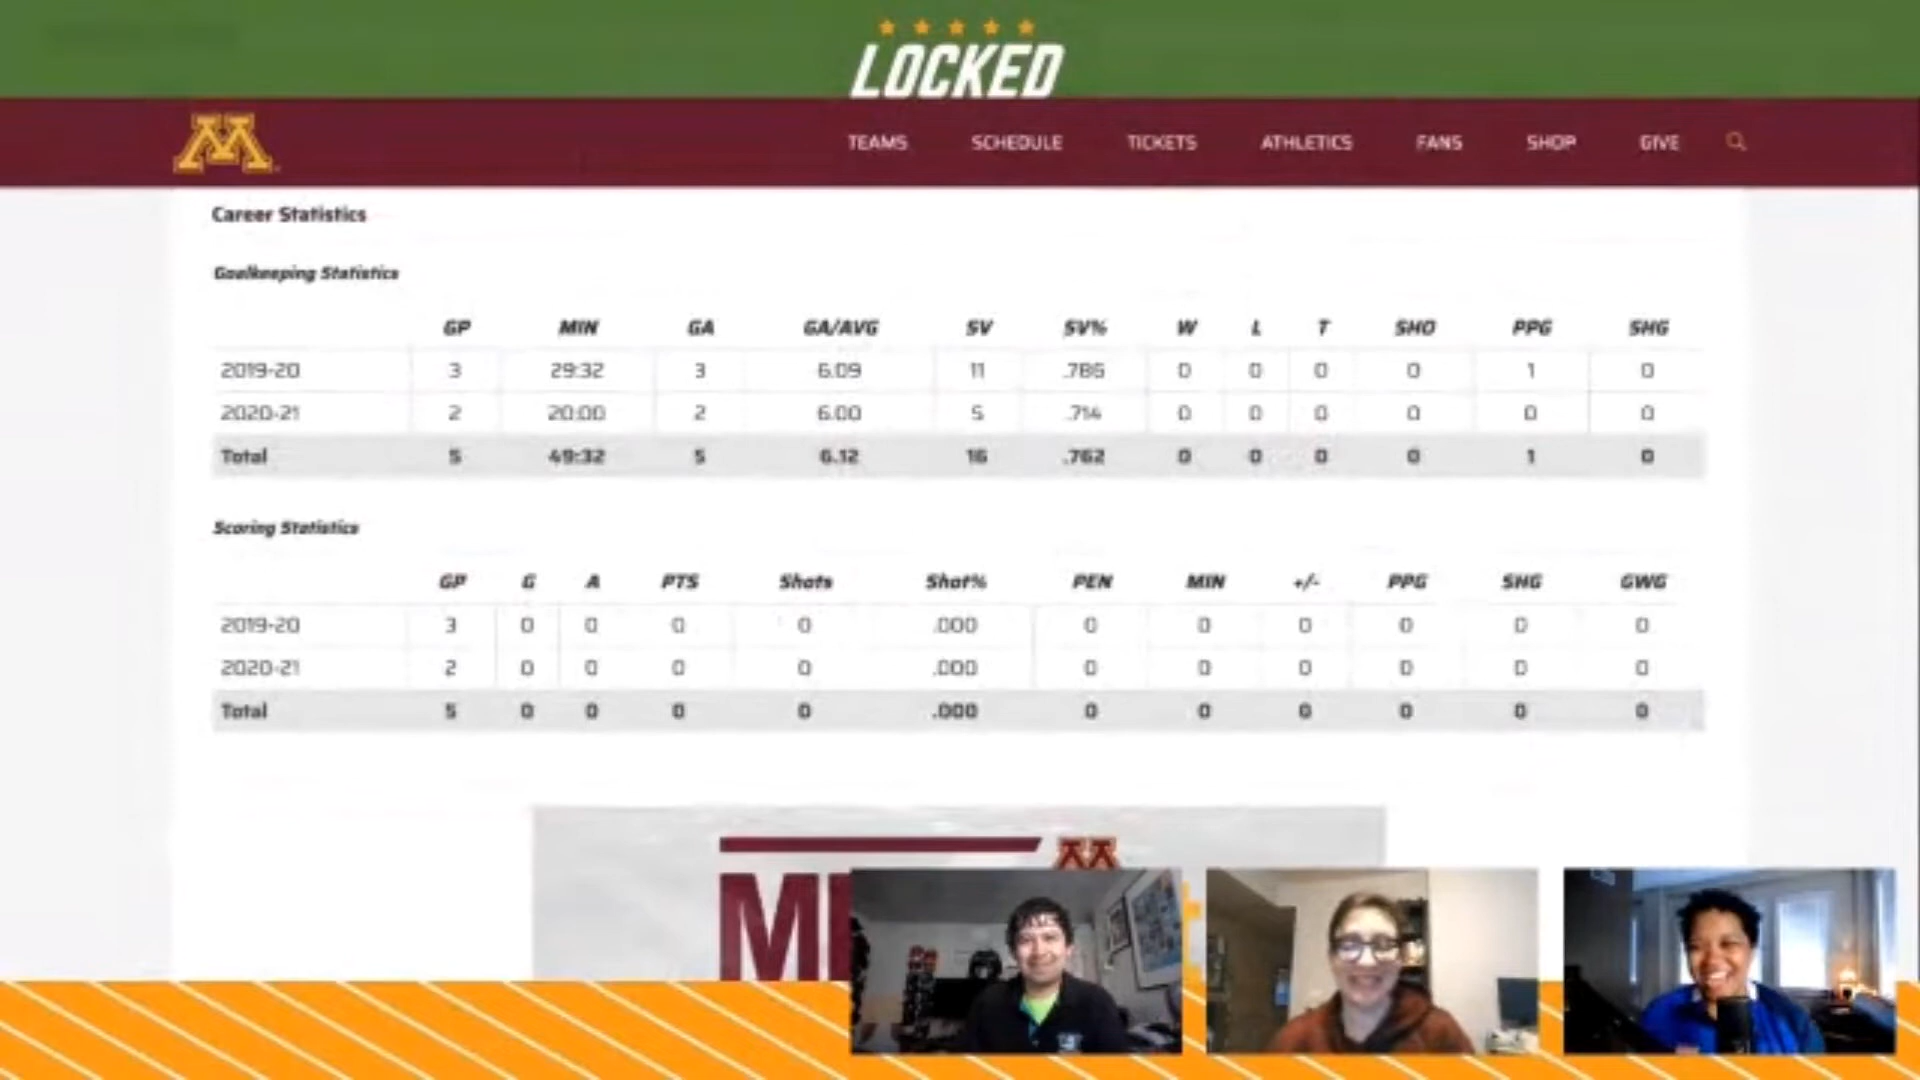 LOCKED
M TEAMS SCHEDULE TICKETS ATHLETICS FANS SHOP GIVE
Career Statistics
Goalkeeping Statistics
GP MIN GA GA/AVG SV SV% W L T SHO PPG SHG
2019-20 3 29:32 3 6.09 11 .786 0 0 0 0 1 0
2020-21 2 20:00 2 6.00 5 .714 0 0 0 0 0 0
Total 5 49:32 5 6.12 16 .762 0 0 0 0 1 0
Scoring Statistics
GP G A PTS Shots Shot% PEN MIN +/- PPG SHG GWG
2019-20 3 0 0 0 0 .000 0 0 0 0 0 0
2020-21 2 0 0 0 0 .000 0 0 0 0 0 0
Total 5 0 0 0 0 .000 0 0 0 0 0 0